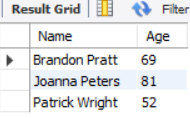 Result Grid Filter
Name Age
Brandon Pratt 69
Joanna Peters 81
Patrick Wright 52